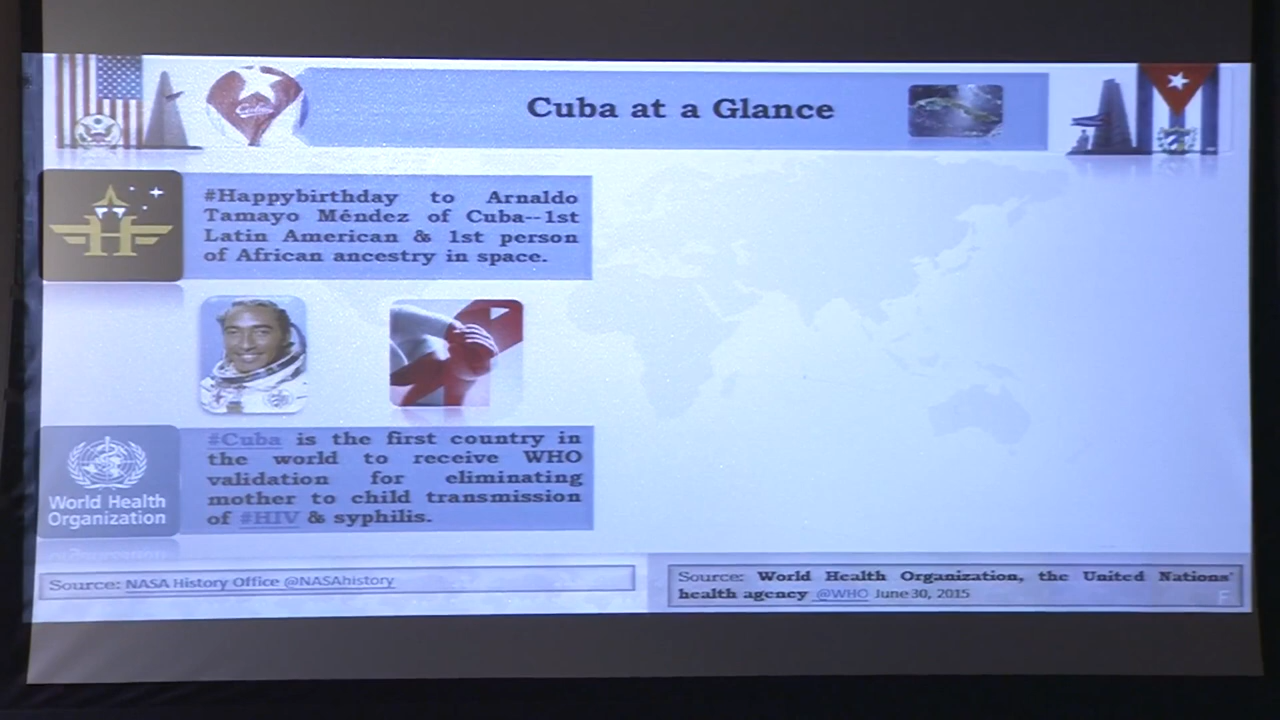 Cuba at a Glance
#Happybirthday to Arnaldo
Tamayo Méndez of Cuba--1st
Latin American & 1st person
of African ancestry in space.
#Cuba is the first country in
the world to receive WHO
validation for eliminating
mother to child transmission
of #HIV & syphilis.
World Health
Organization
Source: NASA History Office @NASAhistory
Source: World Health Organization, the United Nations'
health agency @WHO June 30, 2015